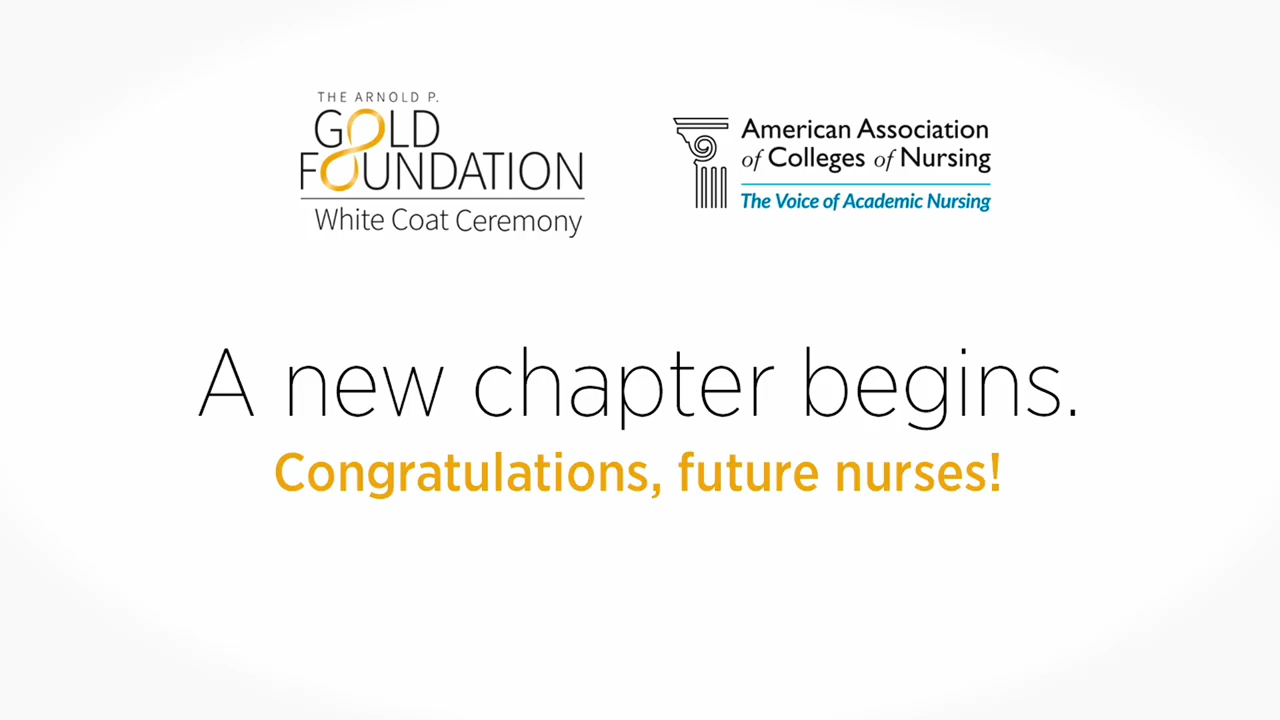 THE ARNOLD P.
GOLD
FOUNDATION
White Coat Ceremony
American Association
of Colleges of Nursing
The Voice of Academic Nursing
A new chapter begins.
Congratulations, future nurses!